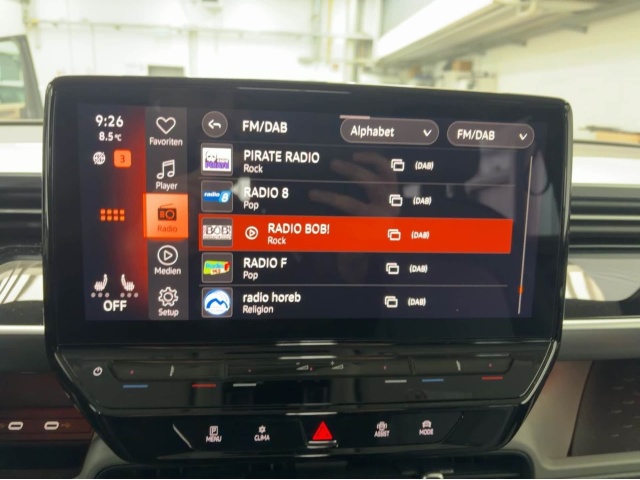 9:26
8.5°C
3
OFF
Favoriten
Player
Radio
Medien
Setup
FM/DAB
Alphabet
FM/DAB
PIRATE RADIO
Rock
(DAB)
radio 8
RADIO 8
Pop
(DAB)
BOB!
RADIO BOB!
Rock
(DAB)
RADIO F
Pop
(DAB)
radio horeb
Religion
(DAB)
MENU
CLIMA
ASSIST
MODE